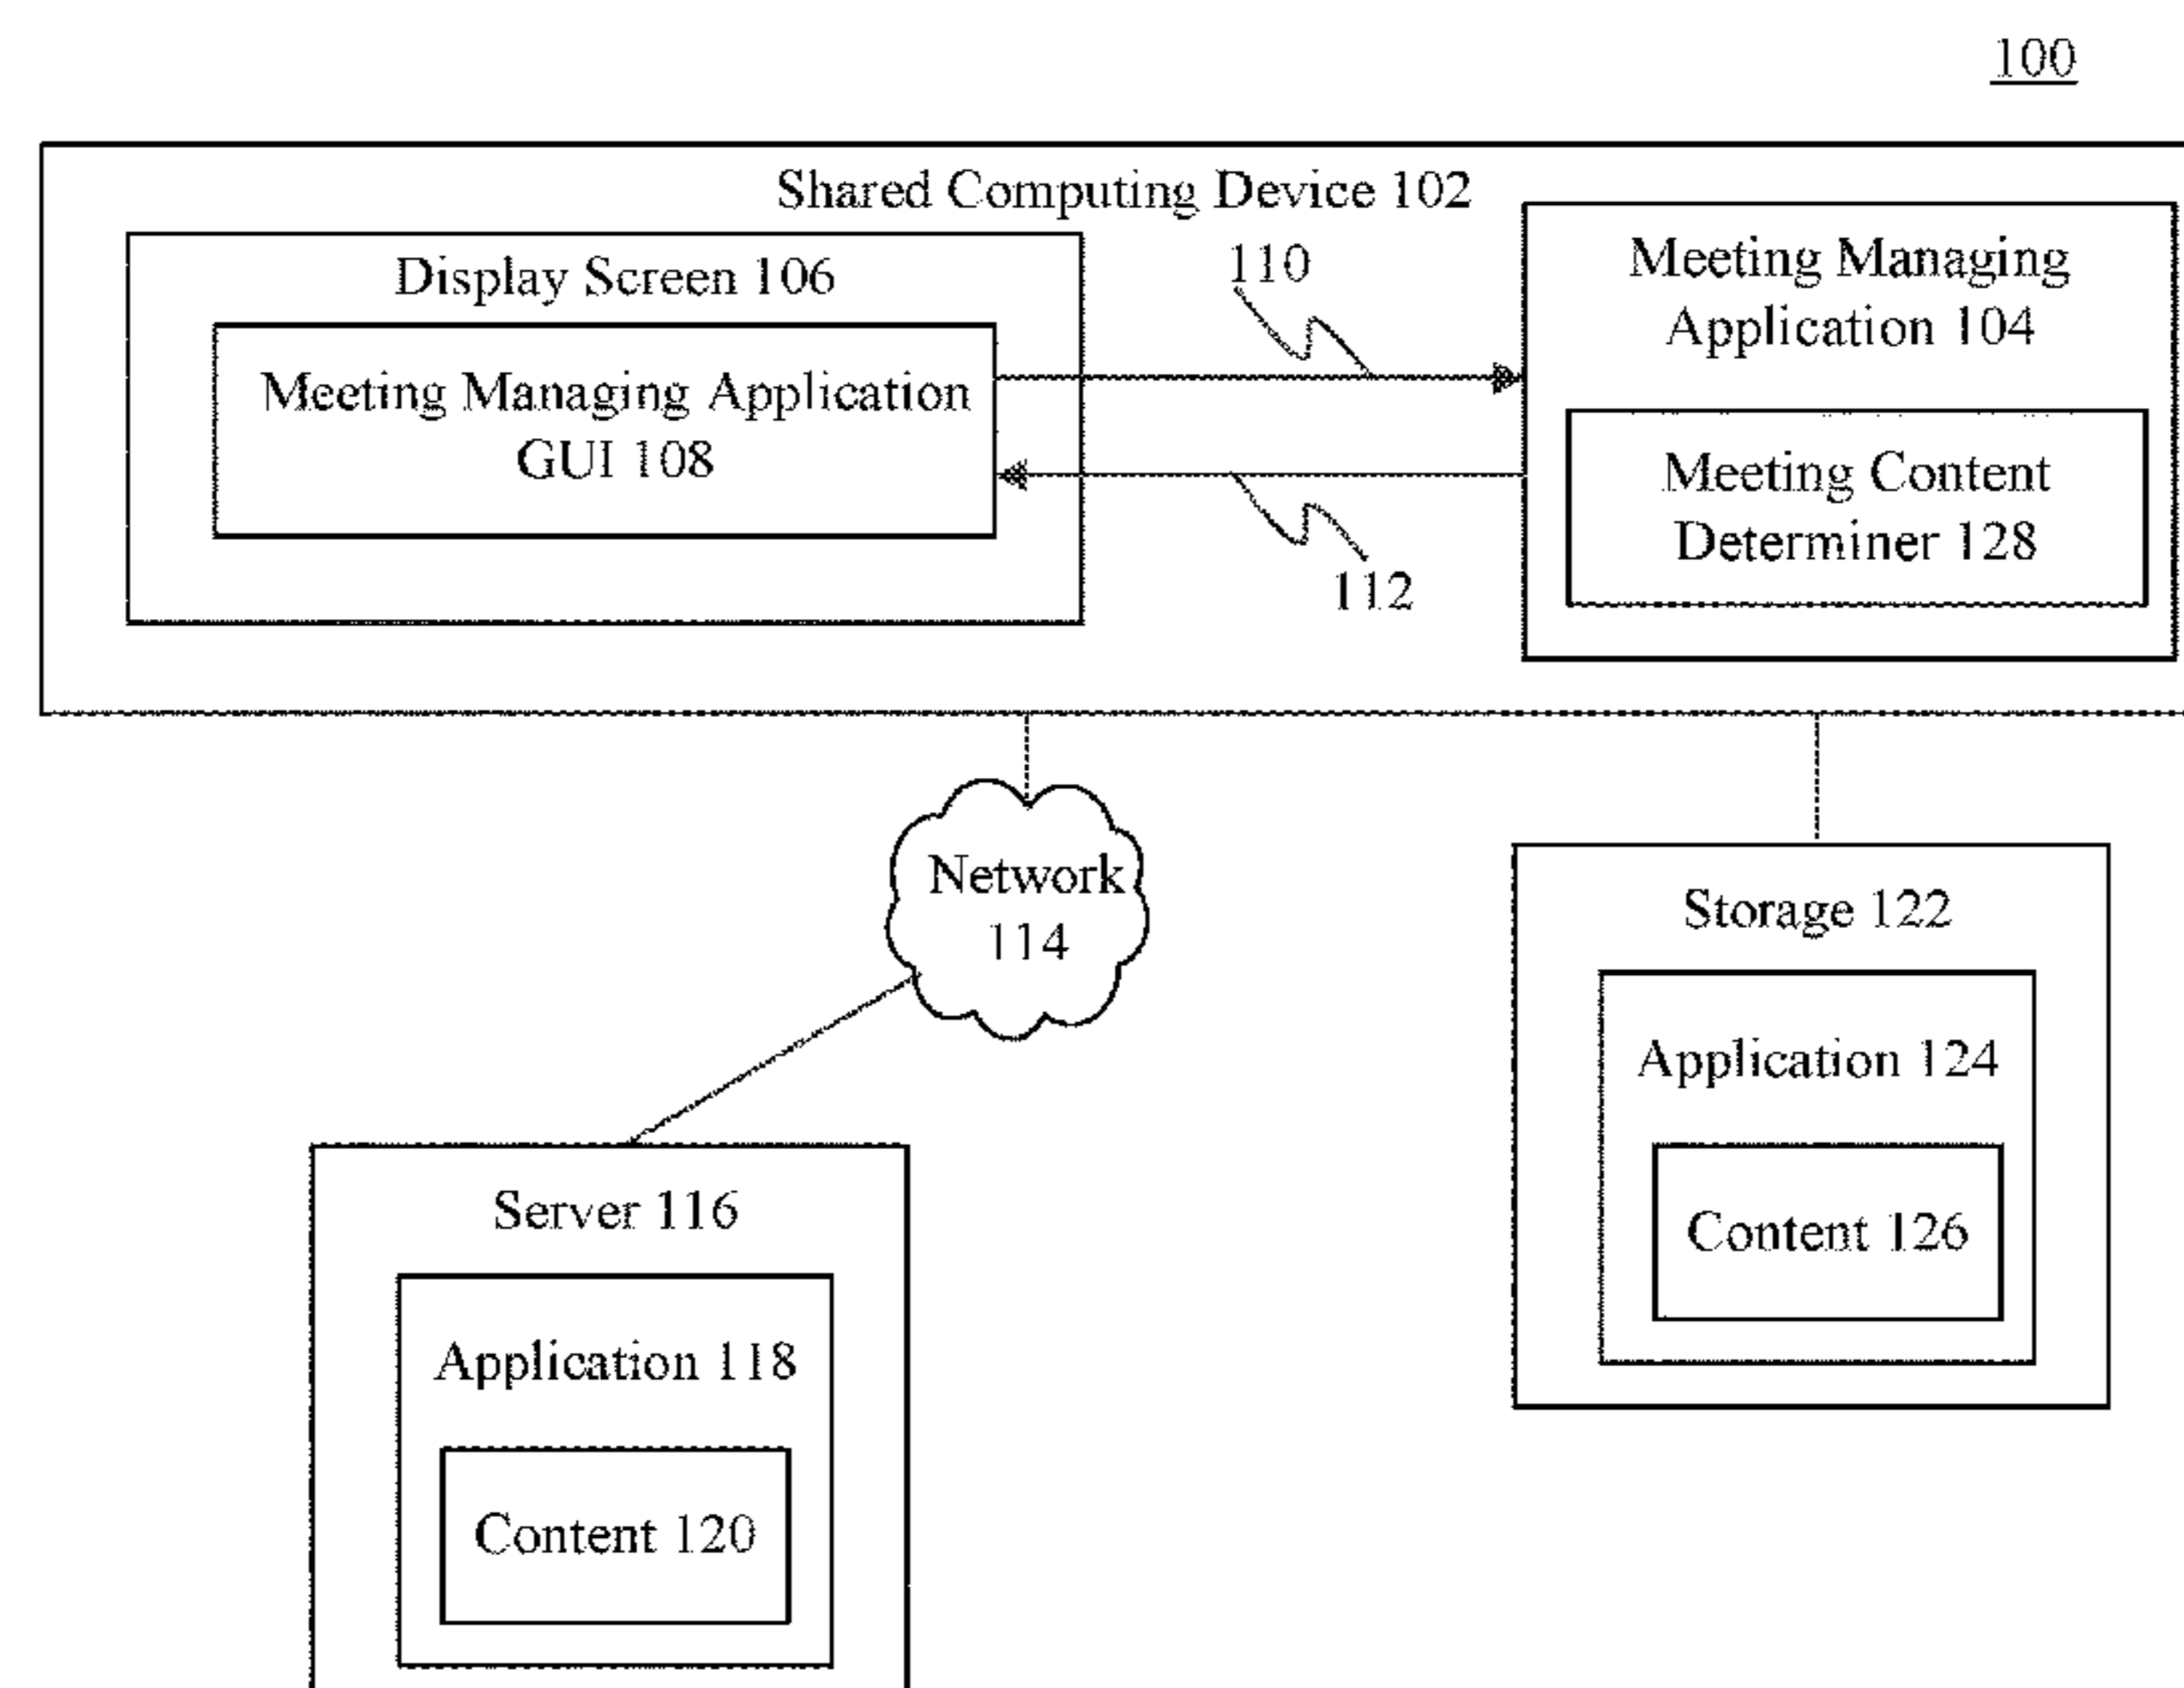 100
Shared Computing Device 102
Display Screen 106
Meeting Managing Application
GUI 108
110
112
Meeting Managing
Application 104
Meeting Content
Determiner 128
Network
114
Storage 122
Application 124
Content 126
Server 116
Application 118
Content 120